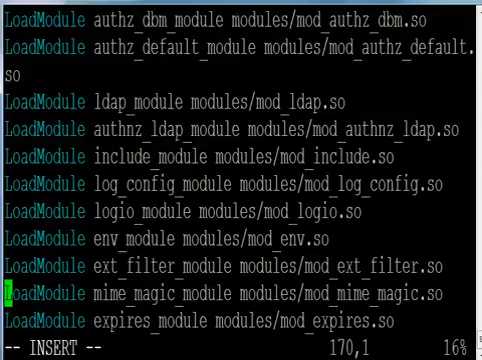 LoadModule authz_dbm_module modules/mod_authz_dbm.so
LoadModule authz_default_module modules/mod_authz_default.
so
LoadModule ldap_module modules/mod_ldap.so
LoadModule authnz_ldap_module modules/mod_authnz_ldap.so
LoadModule include_module modules/mod_include.so
LoadModule log_config_module modules/mod_log_config.so
LoadModule logio_module modules/mod_logio.so
LoadModule env_module modules/mod_env.so
LoadModule ext_filter_module modules/mod_ext_filter.so
LoadModule mime_magic_module modules/mod_mime_magic.so
LoadModule expires_module modules/mod_expires.so
-- INSERT -- 170,1 16%